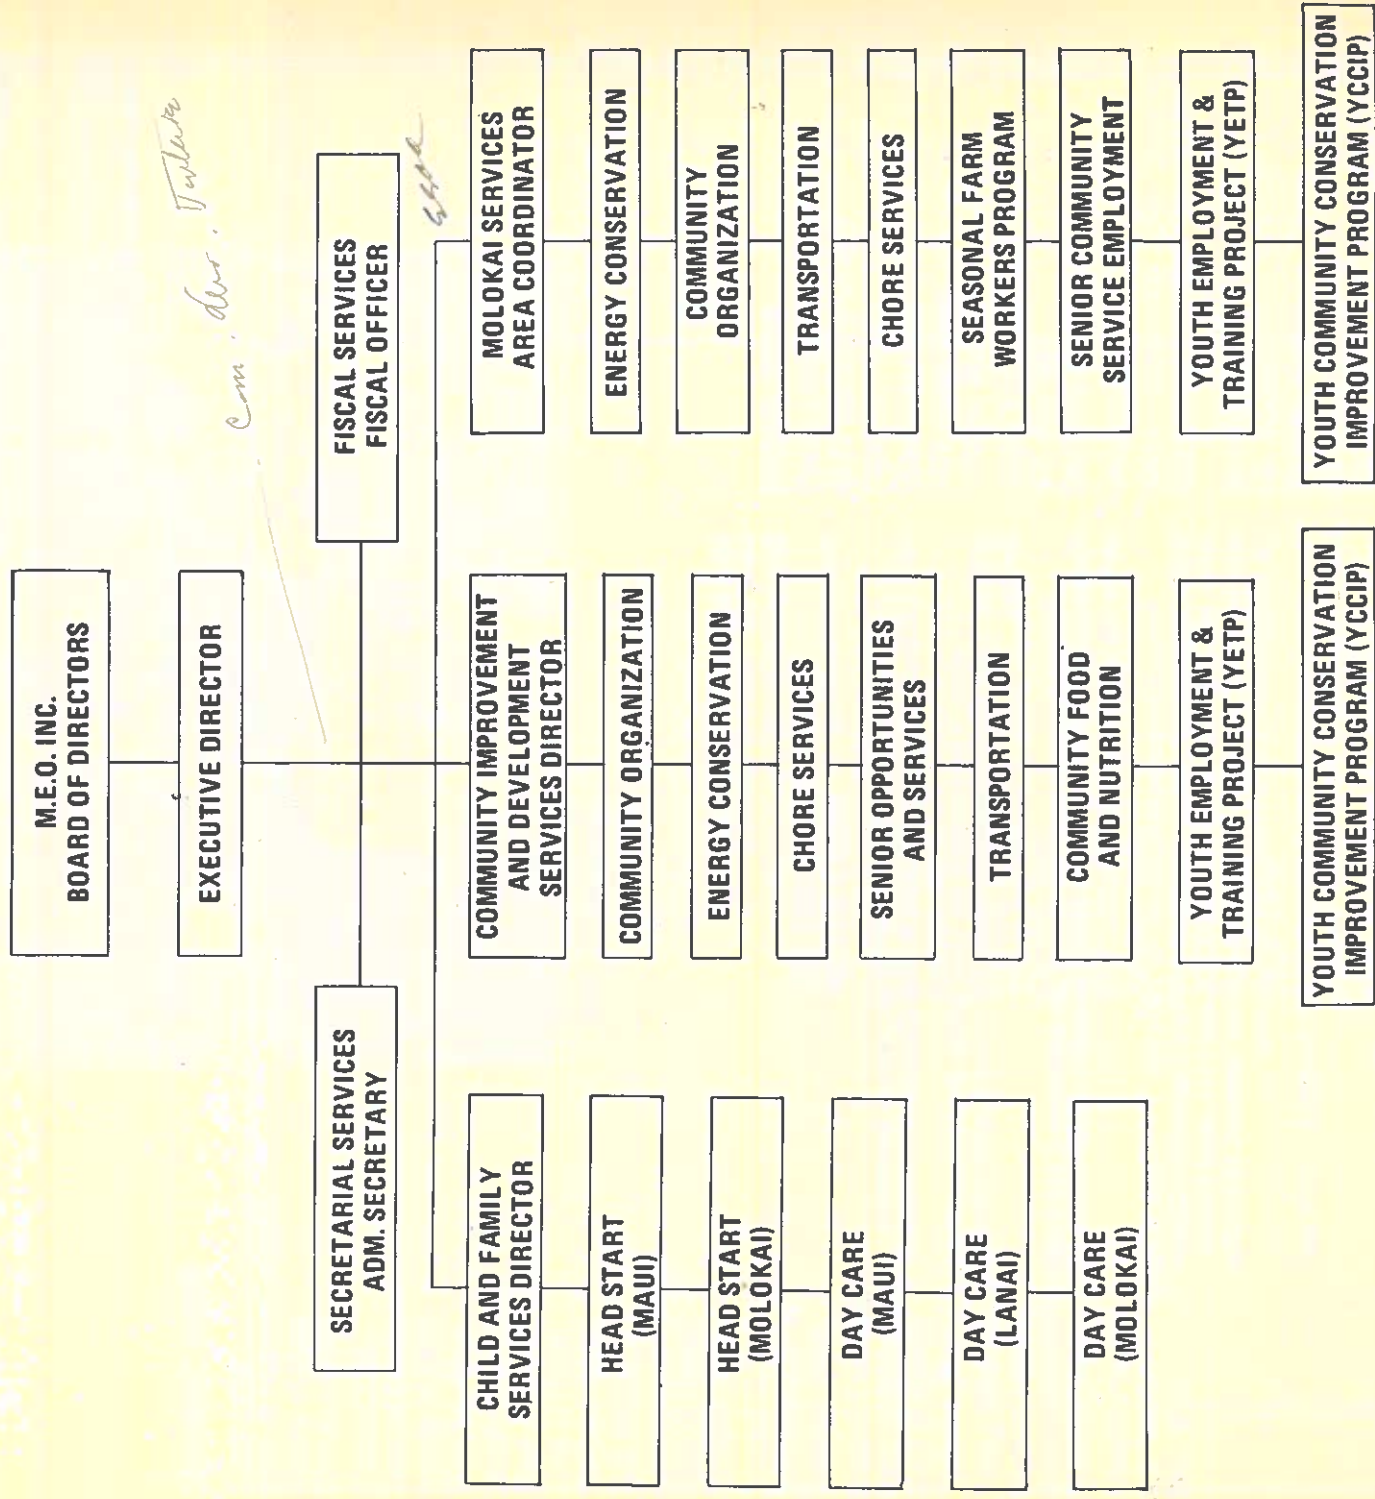 M.E.O. INC.
BOARD OF DIRECTORS
EXECUTIVE DIRECTOR
SECRETARIAL SERVICES
ADM. SECRETARY
FISCAL SERVICES
FISCAL OFFICER
CHILD AND FAMILY
SERVICES DIRECTOR
HEAD START
(MAUI)
HEAD START
(MOLOKAI)
DAY CARE
(MAUI)
DAY CARE
(LANAI)
DAY CARE
(MOLOKAI)
COMMUNITY IMPROVEMENT
AND DEVELOPMENT
SERVICES DIRECTOR
COMMUNITY ORGANIZATION
ENERGY CONSERVATION
CHORE SERVICES
SENIOR OPPORTUNITIES
AND SERVICES
TRANSPORTATION
COMMUNITY FOOD
AND NUTRITION
YOUTH EMPLOYMENT &
TRAINING PROJECT (YETP)
YOUTH COMMUNITY CONSERVATION
IMPROVEMENT PROGRAM (YCCIP)
MOLOKAI SERVICES
AREA COORDINATOR
ENERGY CONSERVATION
COMMUNITY
ORGANIZATION
TRANSPORTATION
CHORE SERVICES
SEASONAL FARM
WORKERS PROGRAM
SENIOR COMMUNITY
SERVICE EMPLOYMENT
YOUTH EMPLOYMENT &
TRAINING PROJECT (YETP)
YOUTH COMMUNITY CONSERVATION
IMPROVEMENT PROGRAM (YCCIP)